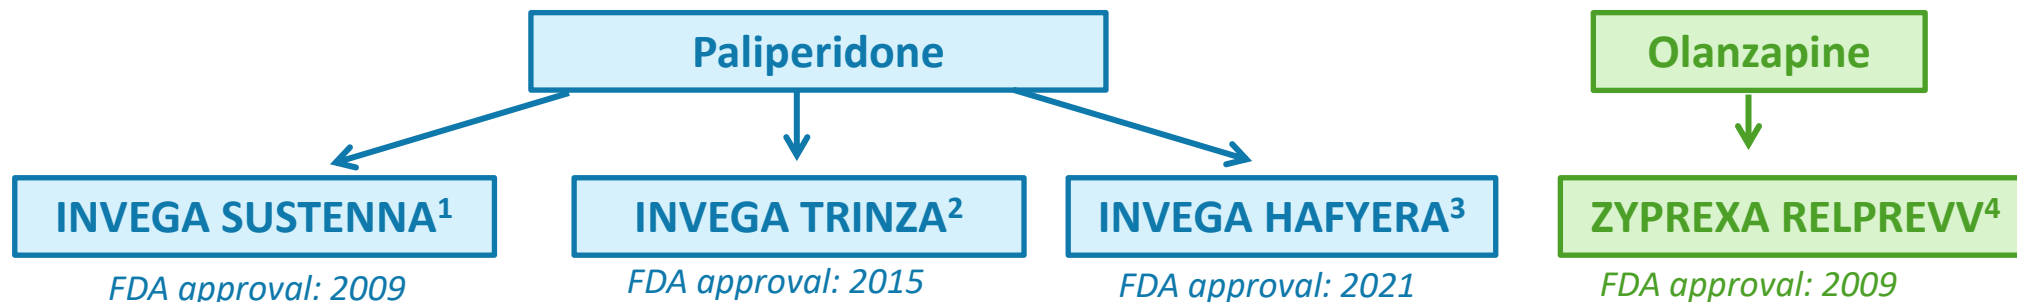 Paliperidone
Olanzapine
INVEGA SUSTENNA¹
INVEGA TRINZA²
INVEGA HAFYERA³
ZYPREXA RELPREVV⁴
FDA approval: 2009
FDA approval: 2015
FDA approval: 2021
FDA approval: 2009